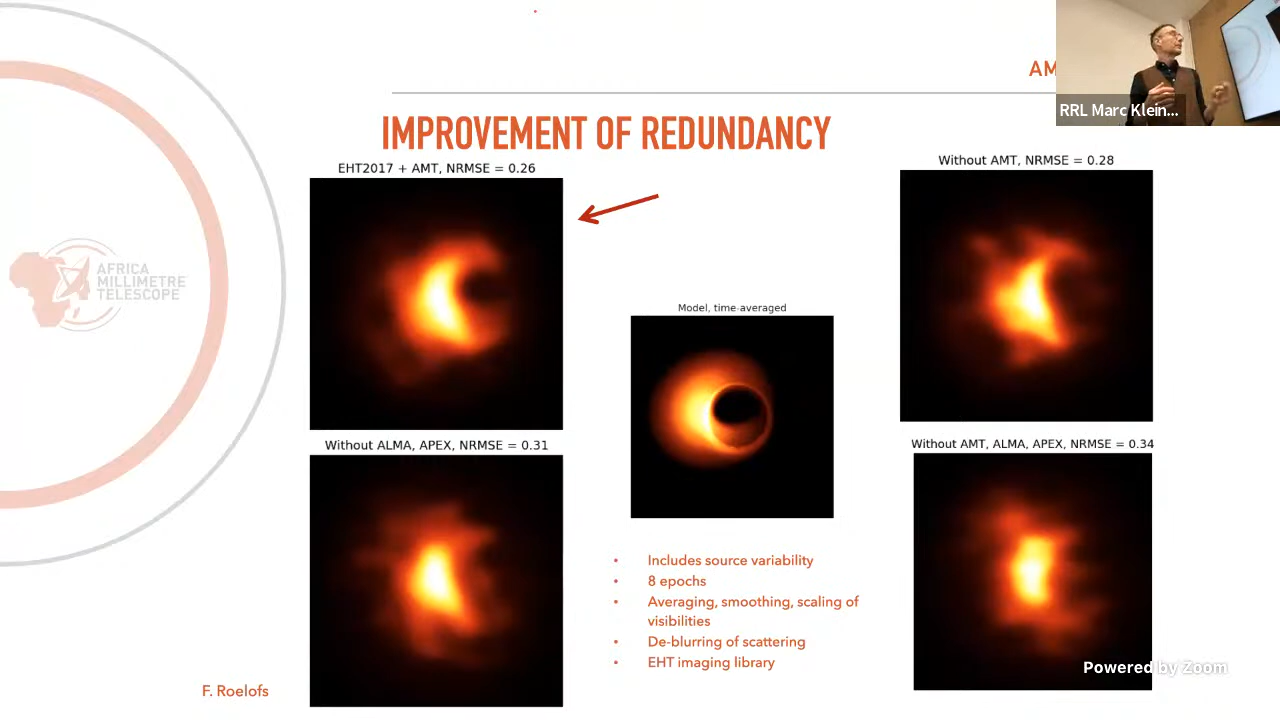 AM
RRL Marc Klein...
IMPROVEMENT OF REDUNDANCY
EHT2017 + AMT, NRMSE = 0.26
Without AMT, NRMSE = 0.28
AFRICA
MILLIMETRE
TELESCOPE
Model, time-averaged
Without ALMA, APEX, NRMSE = 0.31
Without AMT, ALMA, APEX, NRMSE = 0.34
• Includes source variability
• 8 epochs
• Averaging, smoothing, scaling of
visibilities
• De-blurring of scattering
• EHT imaging library
F. Roelofs
Powered by Zoom